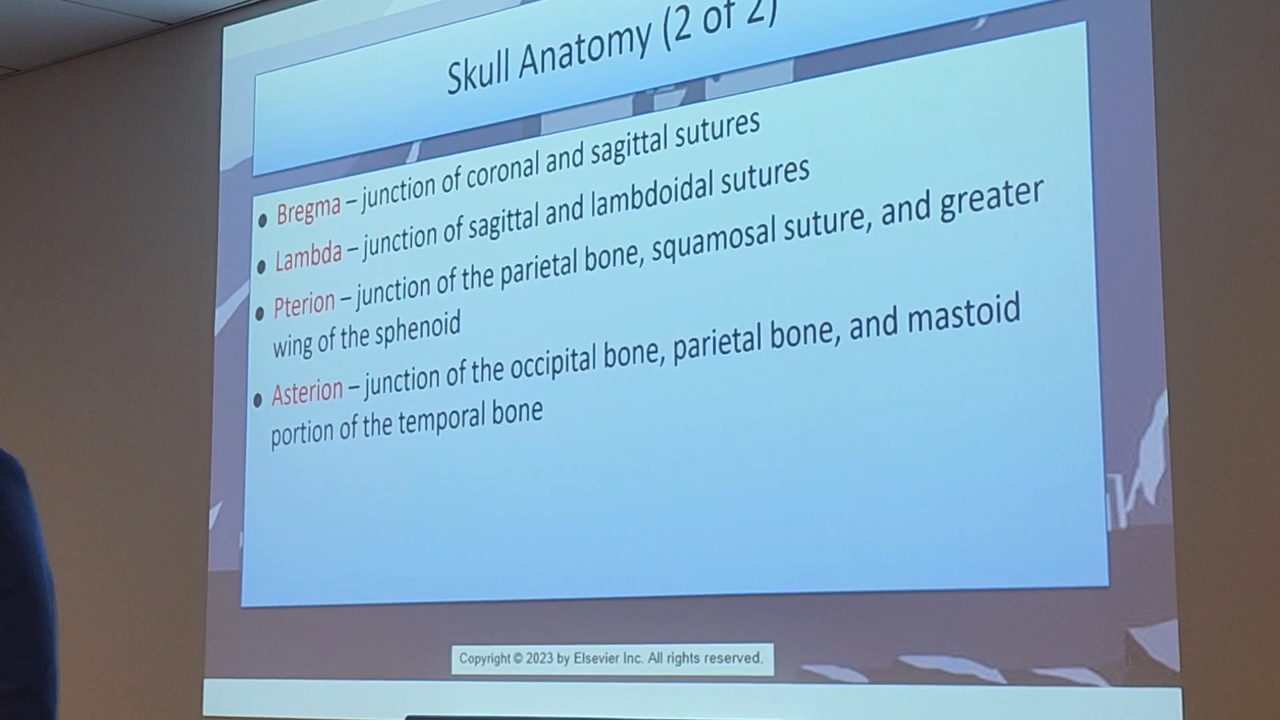 Skull Anatomy (2 of 2)
• Bregma – junction of coronal and sagittal sutures
• Lambda – junction of sagittal and lambdoidal sutures
• Pterion – junction of the parietal bone, squamosal suture, and greater
wing of the sphenoid
• Asterion – junction of the occipital bone, parietal bone, and mastoid
portion of the temporal bone
Copyright © 2023 by Elsevier Inc. All rights reserved.